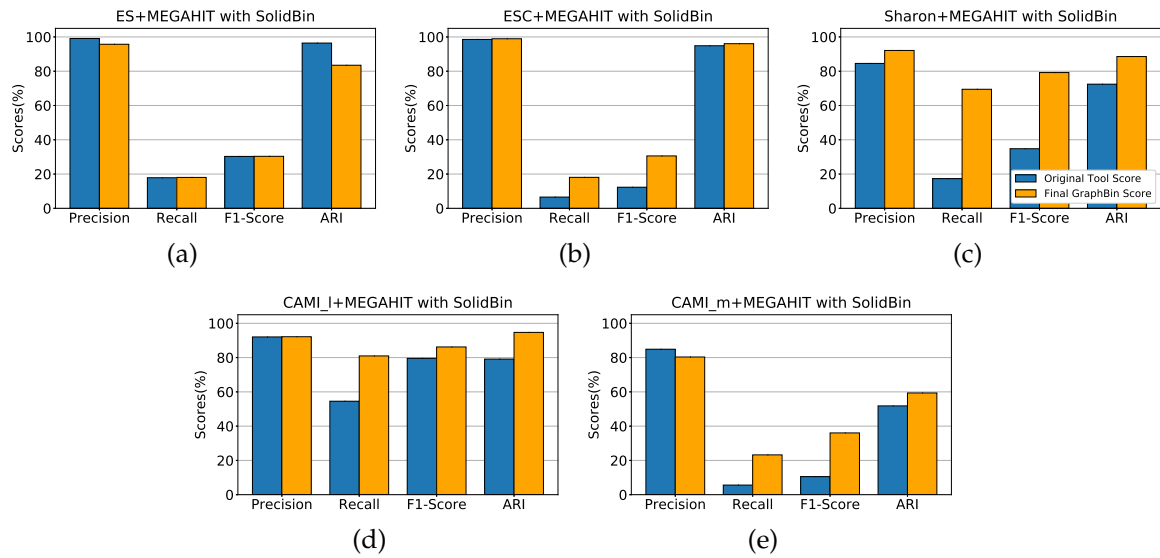 ES+MEGAHIT with SolidBin
Scores(%)
100
80
60
40
20
0
Precision Recall F1-Score ARI
(a)
ESC+MEGAHIT with SolidBin
Scores(%)
100
80
60
40
20
0
Precision Recall F1-Score ARI
(b)
Sharon+MEGAHIT with SolidBin
Scores(%)
100
80
60
40
20
0
Original Tool Score
Final GraphBin Score
Precision Recall F1-Score ARI
(c)
CAMI_l+MEGAHIT with SolidBin
Scores(%)
100
80
60
40
20
0
Precision Recall F1-Score ARI
(d)
CAMI_m+MEGAHIT with SolidBin
Scores(%)
100
80
60
40
20
0
Precision Recall F1-Score ARI
(e)